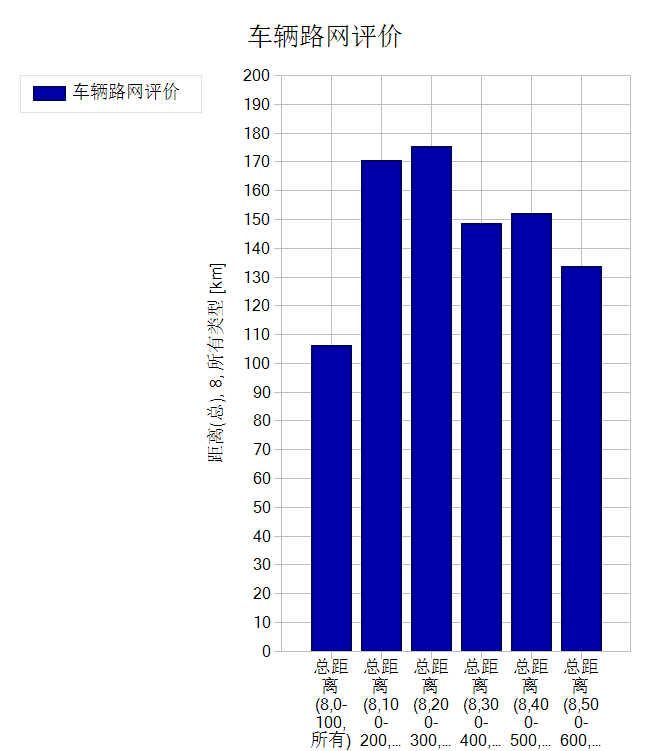 车辆路网评价
车辆路网评价
距离(总), 8, 所有类型 [km]
200
190
180
170
160
150
140
130
120
110
100
90
80
70
60
50
40
30
20
10
0
总距
离
(8,0-
100,
所有)
总距
离
(8,10
0-
200,...
总距
离
(8,20
0-
300,...
总距
离
(8,30
0-
400,...
总距
离
(8,40
0-
500,...
总距
离
(8,50
0-
600,...